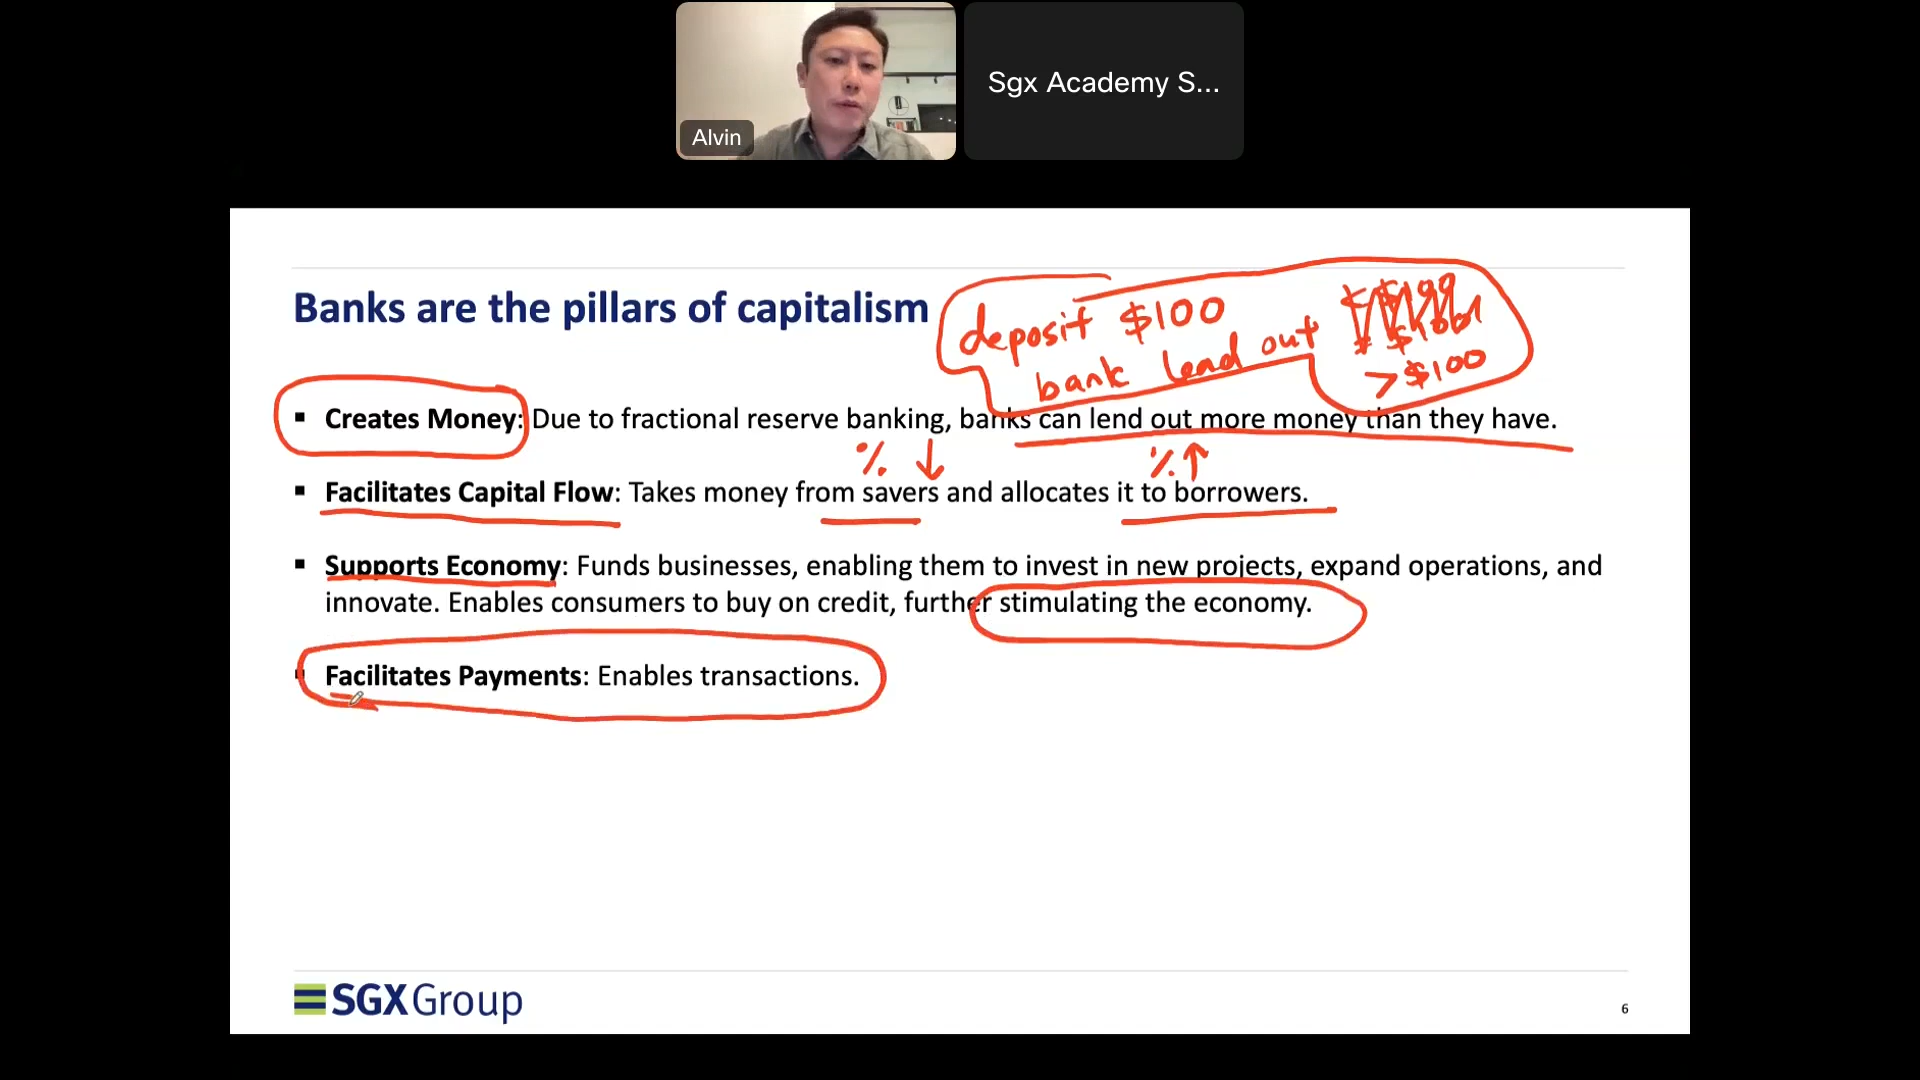 Alvin
Sgx Academy S...
Banks are the pillars of capitalism
deposit $100
bank lend out
> $100
▪ Creates Money: Due to fractional reserve banking, banks can lend out more money than they have.
% ↓ % ↑
▪ Facilitates Capital Flow: Takes money from savers and allocates it to borrowers.
▪ Supports Economy: Funds businesses, enabling them to invest in new projects, expand operations, and
innovate. Enables consumers to buy on credit, further stimulating the economy.
▪ Facilitates Payments: Enables transactions.
SGX Group
6